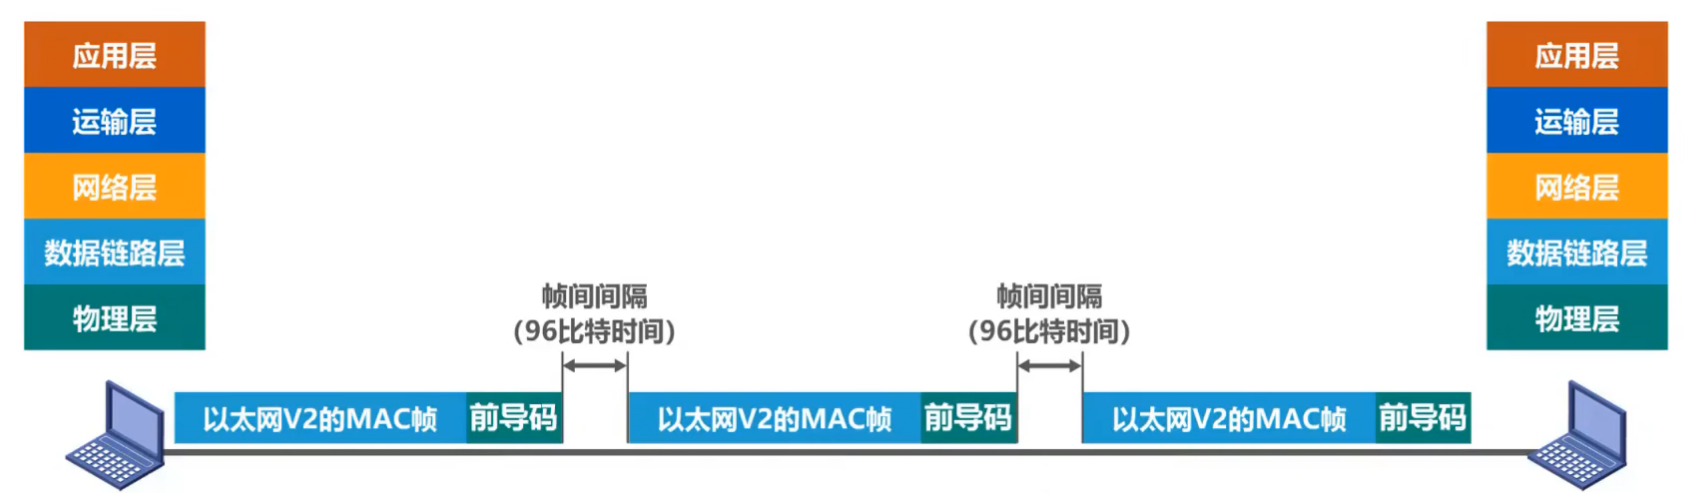 应用层
运输层
网络层
数据链路层
物理层
应用层
运输层
网络层
数据链路层
物理层
帧间间隔
（96比特时间）
帧间间隔
（96比特时间）
以太网V2的MAC帧 前导码 以太网V2的MAC帧 前导码 以太网V2的MAC帧 前导码